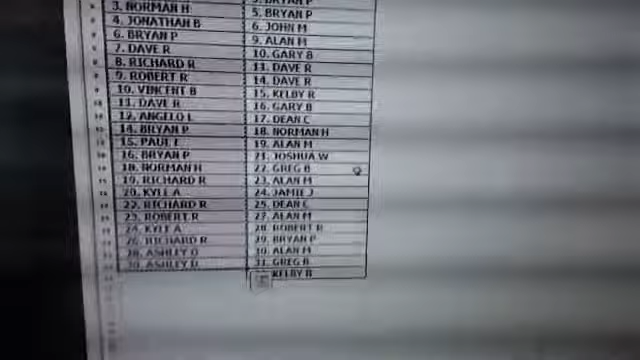 3. NORMAN H
4. JONATHAN B
6. BRYAN P
7. DAVE R
8. RICHARD R
9. ROBERT R
10. VINCENT B
11. DAVE R
12. ANGELO L
14. BRYAN P
15. PAUL L
16. BRYAN P
18. NORMAN H
19. RICHARD R
20. KYLE A
22. RICHARD R
23. ROBERT R
24. KYLE A
26. RICHARD R
28. ASHLEY D
30. ASHLEY D
BRYAN P
5. BRYAN P
6. JOHN M
9. ALAN M
10. GARY B
13. DAVE R
14. DAVE R
15. KELBY R
16. GARY B
17. DEAN C
18. NORMAN H
19. ALAN M
21. JOSHUA W
22. GREG B
23. ALAN M
24. JAMIE J
25. DEAN C
27. ALAN M
28. ROBERT R
29. BRYAN P
30. ALAN M
31. GREG B
KELBY R